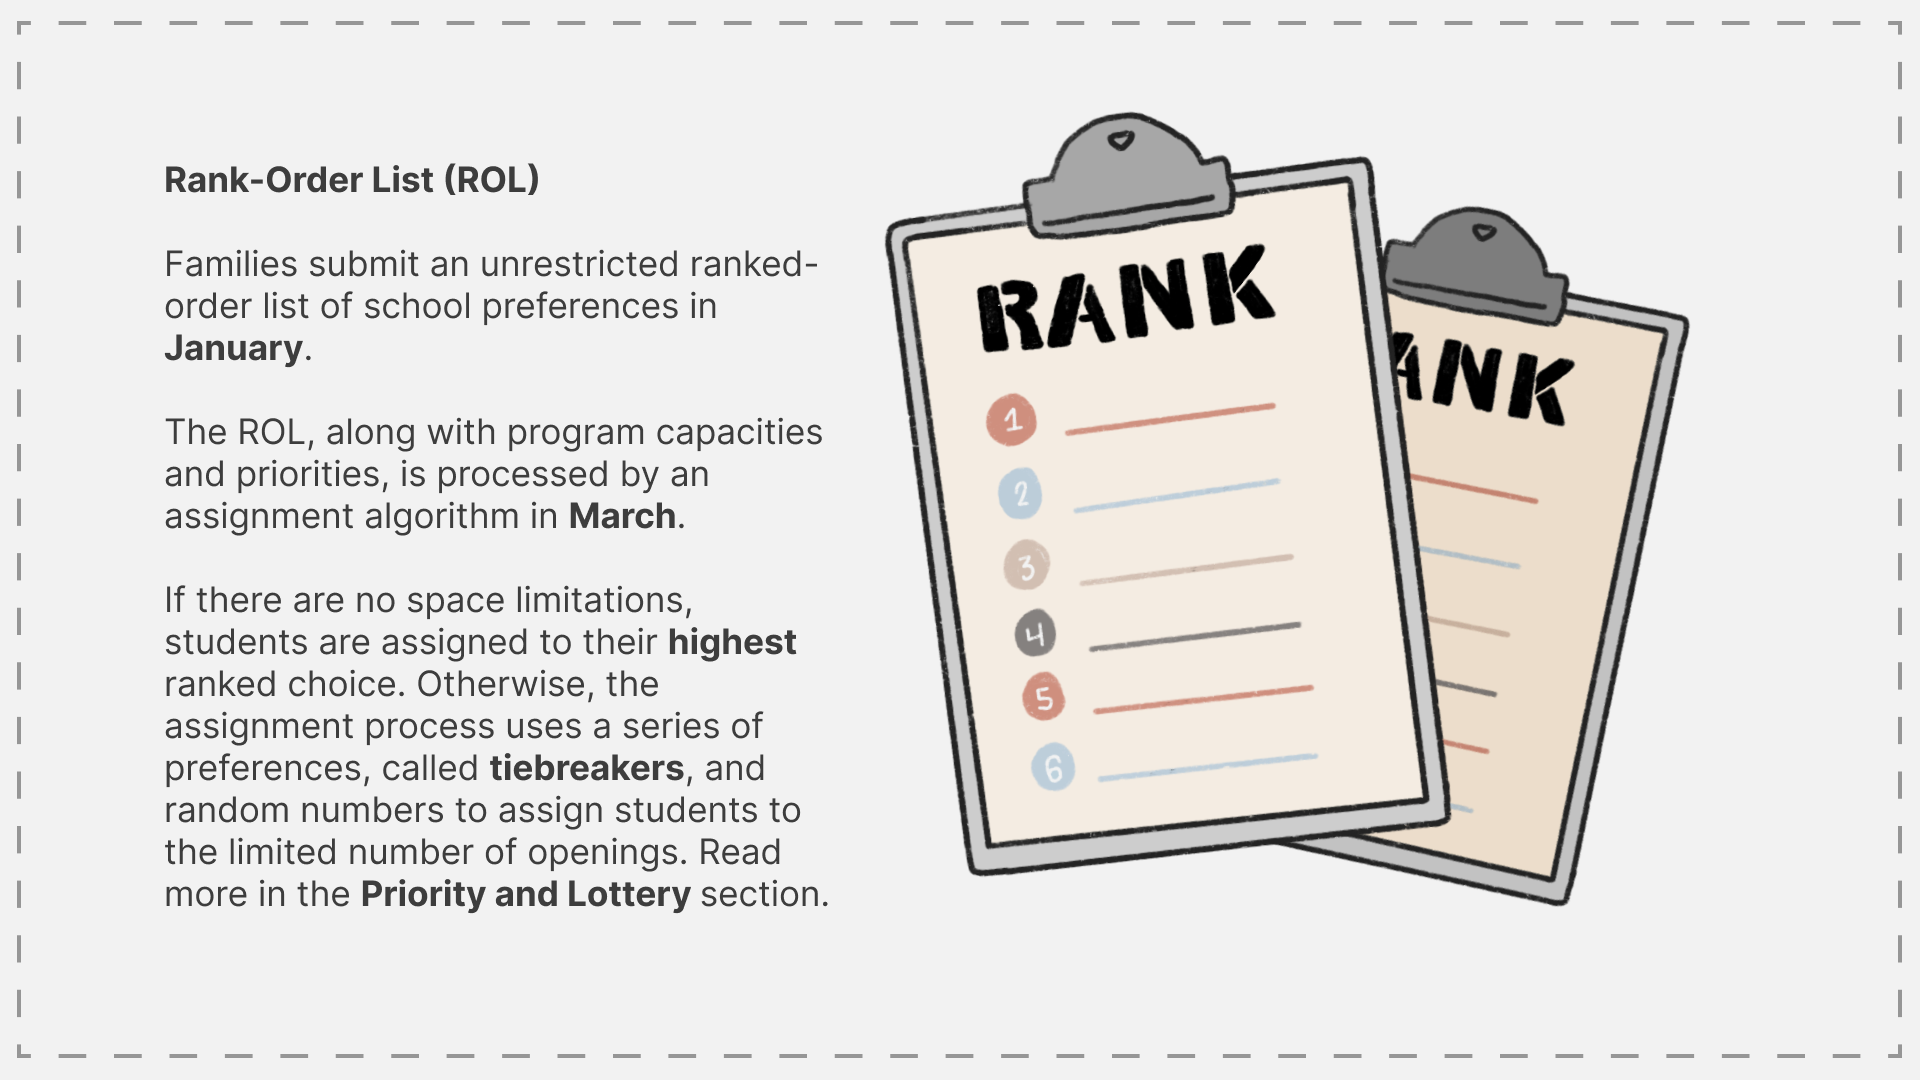 Rank-Order List (ROL)
Families submit an unrestricted ranked-
order list of school preferences in
January.
The ROL, along with program capacities
and priorities, is processed by an
assignment algorithm in March.
If there are no space limitations,
students are assigned to their highest
ranked choice. Otherwise, the
assignment process uses a series of
preferences, called tiebreakers, and
random numbers to assign students to
the limited number of openings. Read
more in the Priority and Lottery section.
RANK
1
2
3
4
5
6
ANK